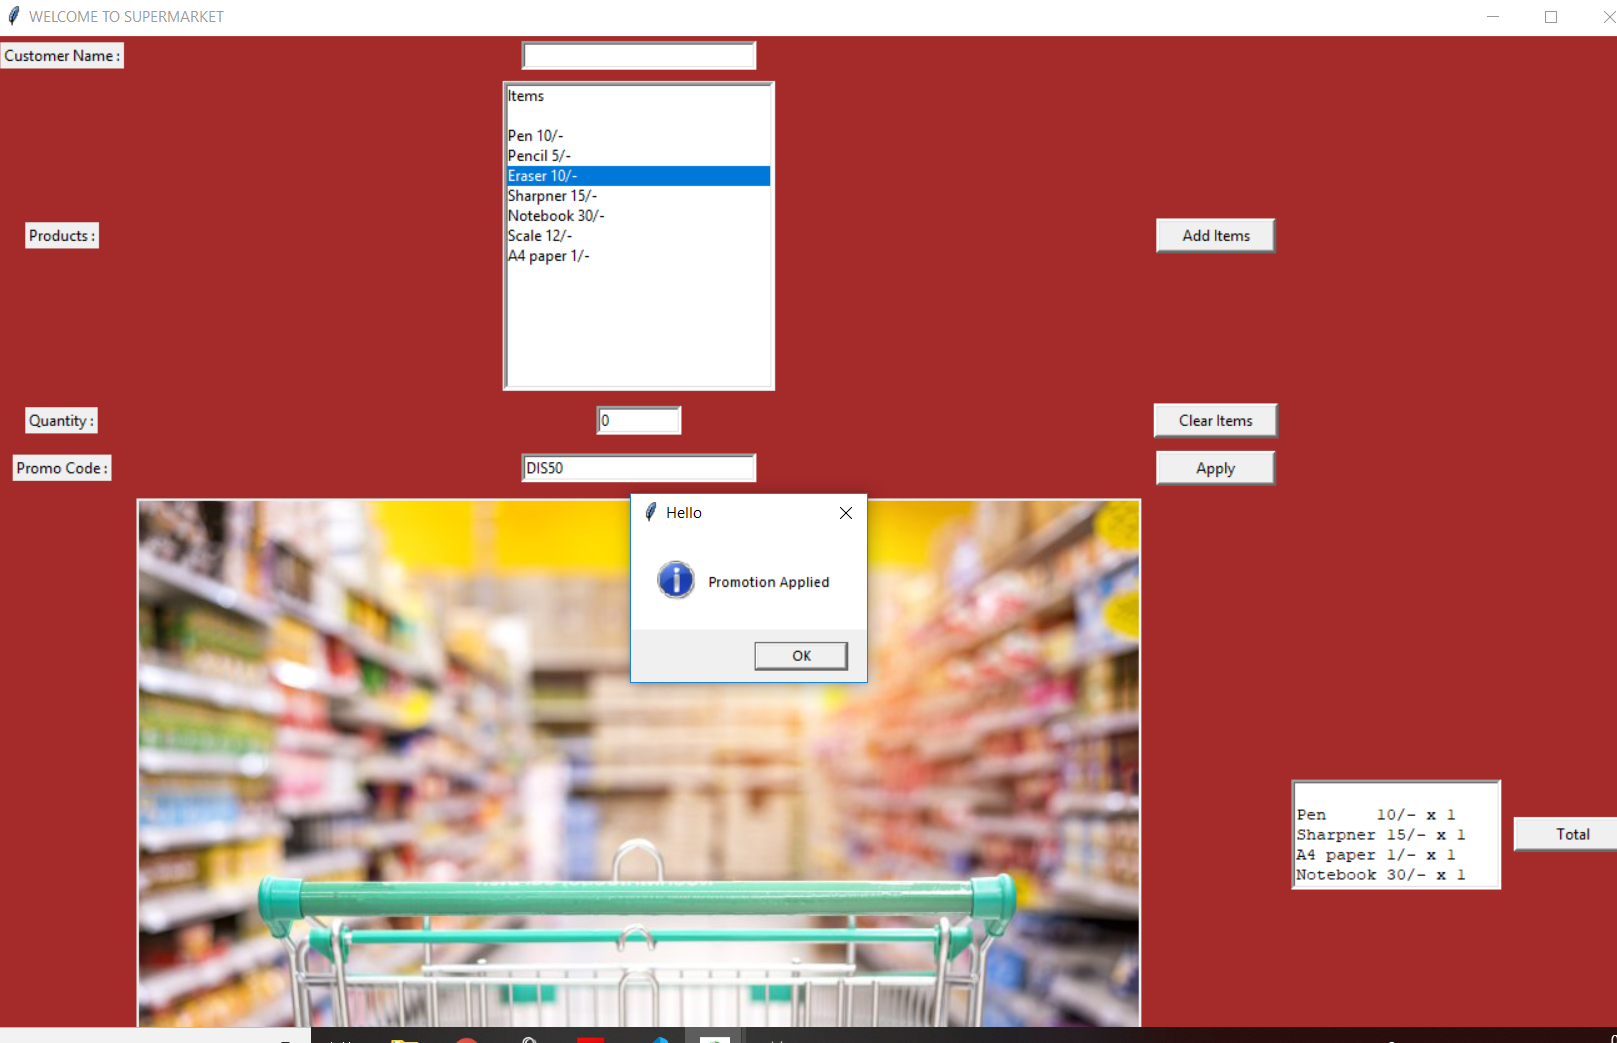 WELCOME TO SUPERMARKET
Customer Name :
Items
Pen 10/-
Pencil 5/-
Eraser 10/-
Sharpner 15/-
Notebook 30/-
Scale 12/-
A4 paper 1/-
Products :
Add Items
Quantity :
0
Clear Items
Promo Code :
DIS50
Apply
Hello
Promotion Applied
OK
Pen 10/- x 1
Sharpner 15/- x 1
A4 paper 1/- x 1
Notebook 30/- x 1
Total